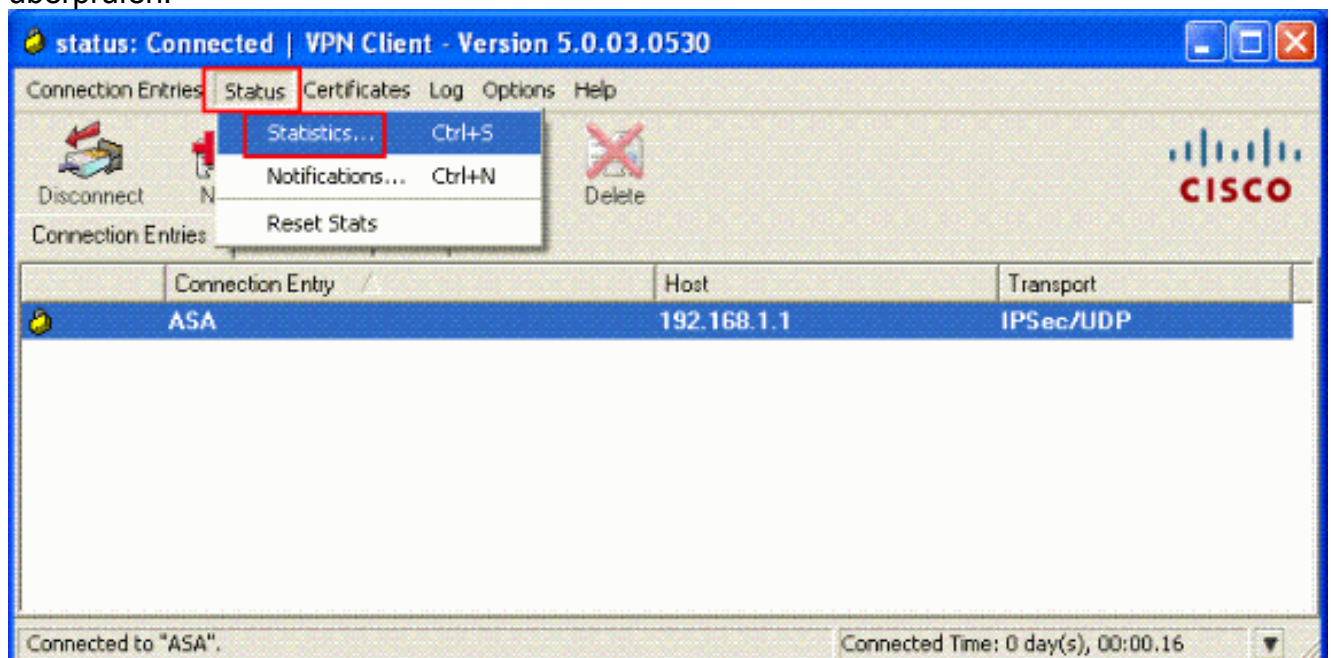 überprüfen.
status: Connected | VPN Client - Version 5.0.03.0530
Connection Entries Status Certificates Log Options Help
Statistics... Ctrl+S
Notifications... Ctrl+N
Reset Stats
Disconnect N Delete
CISCO
Connection Entries
Connection Entry Host Transport
ASA 192.168.1.1 IPSec/UDP
Connected to "ASA". Connected Time: 0 day(s), 00:00.16